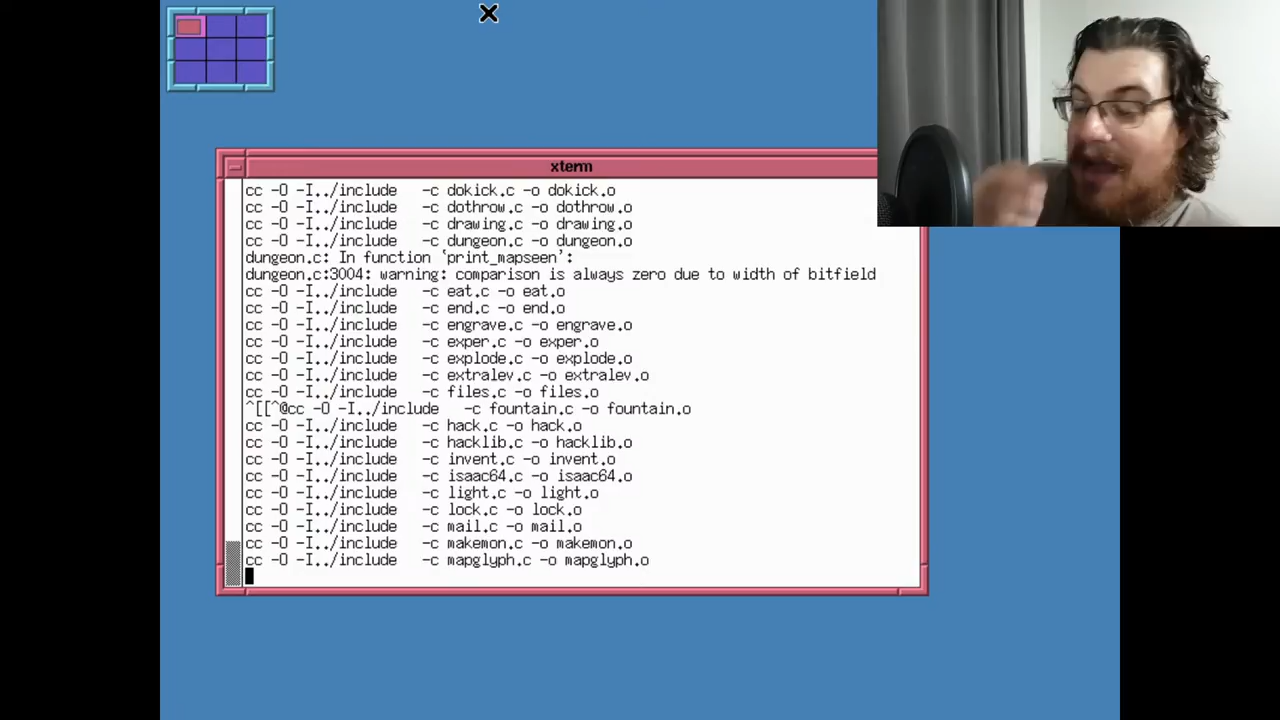 xterm
cc -O -I../include   -c dokick.c -o dokick.o
cc -O -I../include   -c dothrow.c -o dothrow.o
cc -O -I../include   -c drawing.c -o drawing.o
cc -O -I../include   -c dungeon.c -o dungeon.o
dungeon.c: In function `print_mapseen':
dungeon.c:3004: warning: comparison is always zero due to width of bitfield
cc -O -I../include   -c eat.c -o eat.o
cc -O -I../include   -c end.c -o end.o
cc -O -I../include   -c engrave.c -o engrave.o
cc -O -I../include   -c exper.c -o exper.o
cc -O -I../include   -c explode.c -o explode.o
cc -O -I../include   -c extralev.c -o extralev.o
cc -O -I../include   -c files.c -o files.o
^[[^@cc -O -I../include   -c fountain.c -o fountain.o
cc -O -I../include   -c hack.c -o hack.o
cc -O -I../include   -c hacklib.c -o hacklib.o
cc -O -I../include   -c invent.c -o invent.o
cc -O -I../include   -c isaac64.c -o isaac64.o
cc -O -I../include   -c light.c -o light.o
cc -O -I../include   -c lock.c -o lock.o
cc -O -I../include   -c mail.c -o mail.o
cc -O -I../include   -c makemon.c -o makemon.o
cc -O -I../include   -c mapglyph.c -o mapglyph.o